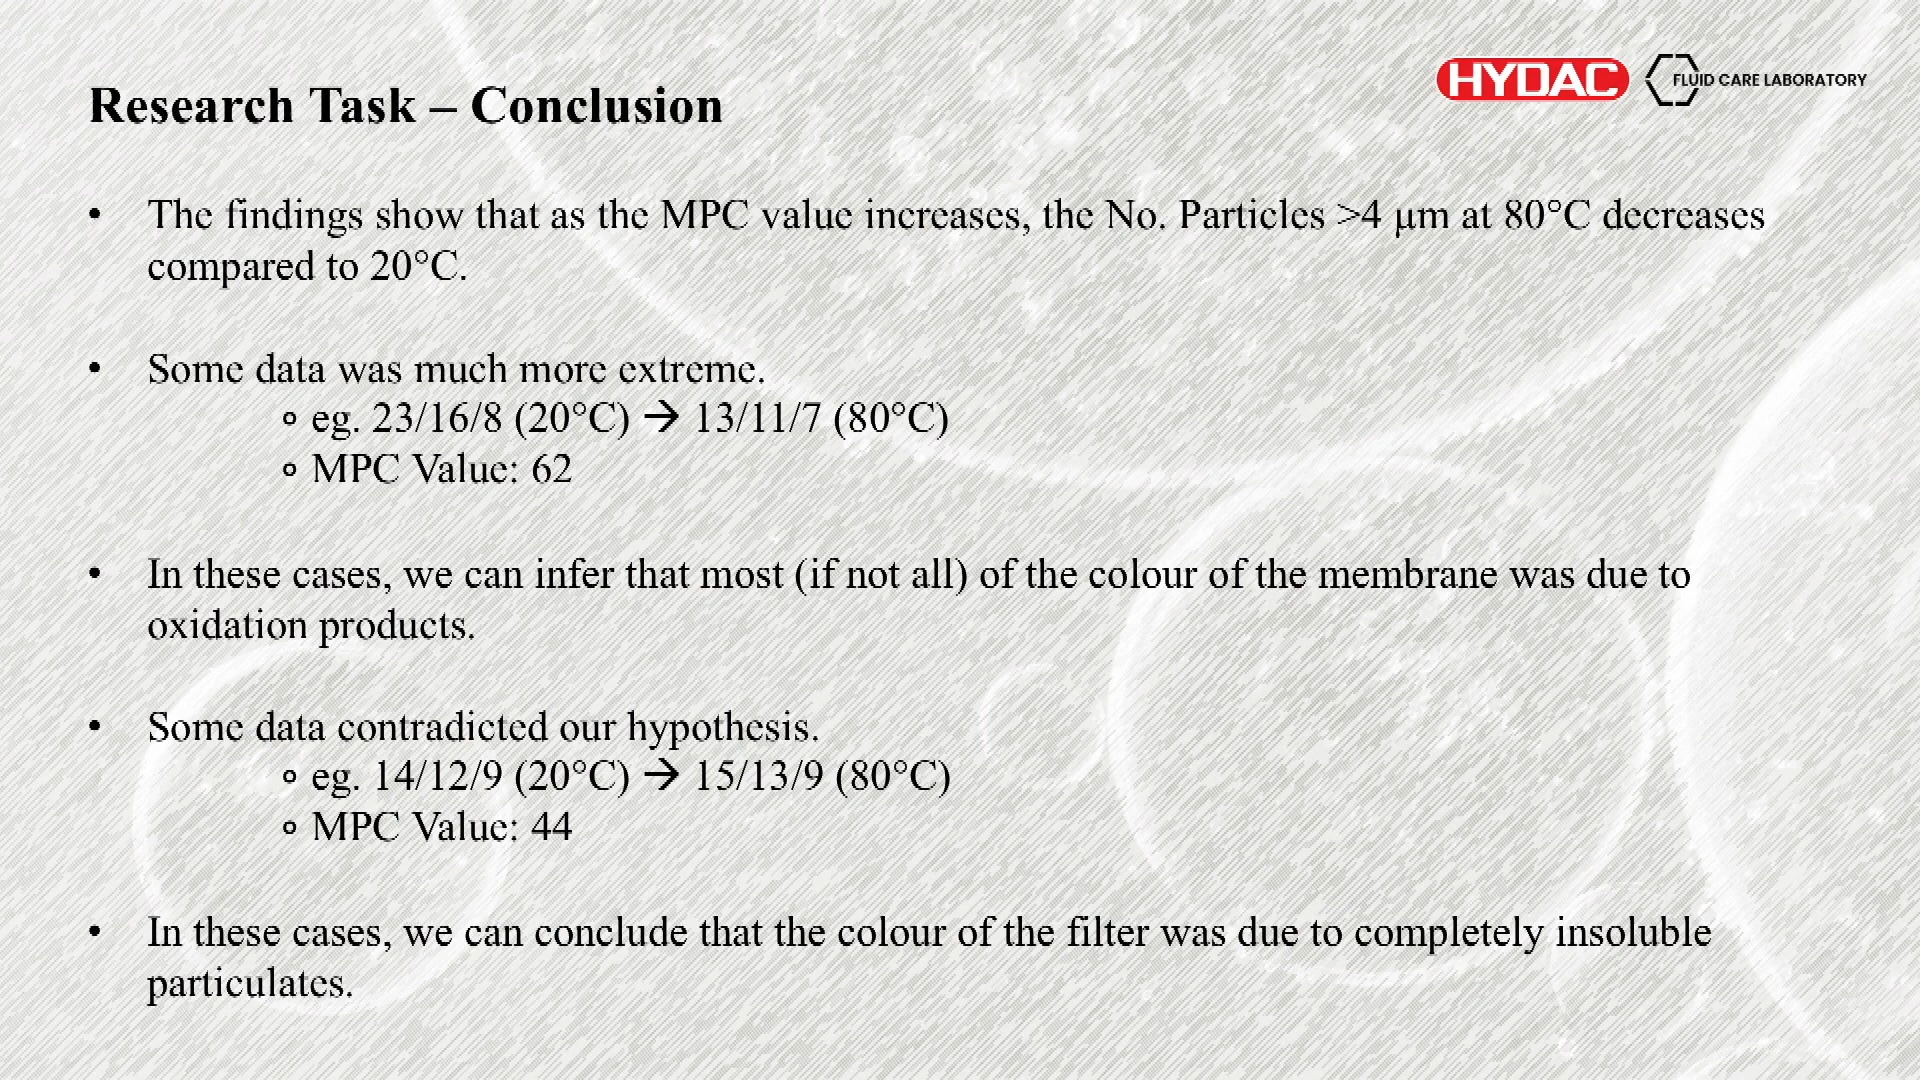 HYDAC FLUID CARE LABORATORY
Research Task – Conclusion
• The findings show that as the MPC value increases, the No. Particles >4 μm at 80°C decreases
compared to 20°C.
• Some data was much more extreme.
∘ eg. 23/16/8 (20°C) → 13/11/7 (80°C)
∘ MPC Value: 62
• In these cases, we can infer that most (if not all) of the colour of the membrane was due to
oxidation products.
• Some data contradicted our hypothesis.
∘ eg. 14/12/9 (20°C) → 15/13/9 (80°C)
∘ MPC Value: 44
• In these cases, we can conclude that the colour of the filter was due to completely insoluble
particulates.